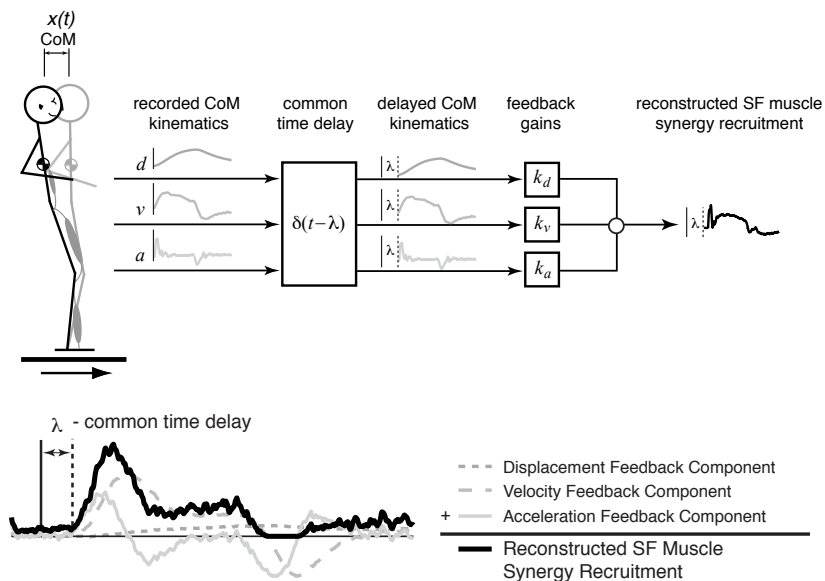 x(t)
CoM
recorded CoM
kinematics
common
time delay
delayed CoM
kinematics
feedback
gains
reconstructed SF muscle
synergy recruitment
d
v
a
δ(t−λ)
λ
λ
λ
k_d
k_v
k_a
λ
λ - common time delay
Displacement Feedback Component
Velocity Feedback Component
+ Acceleration Feedback Component
Reconstructed SF Muscle
Synergy Recruitment